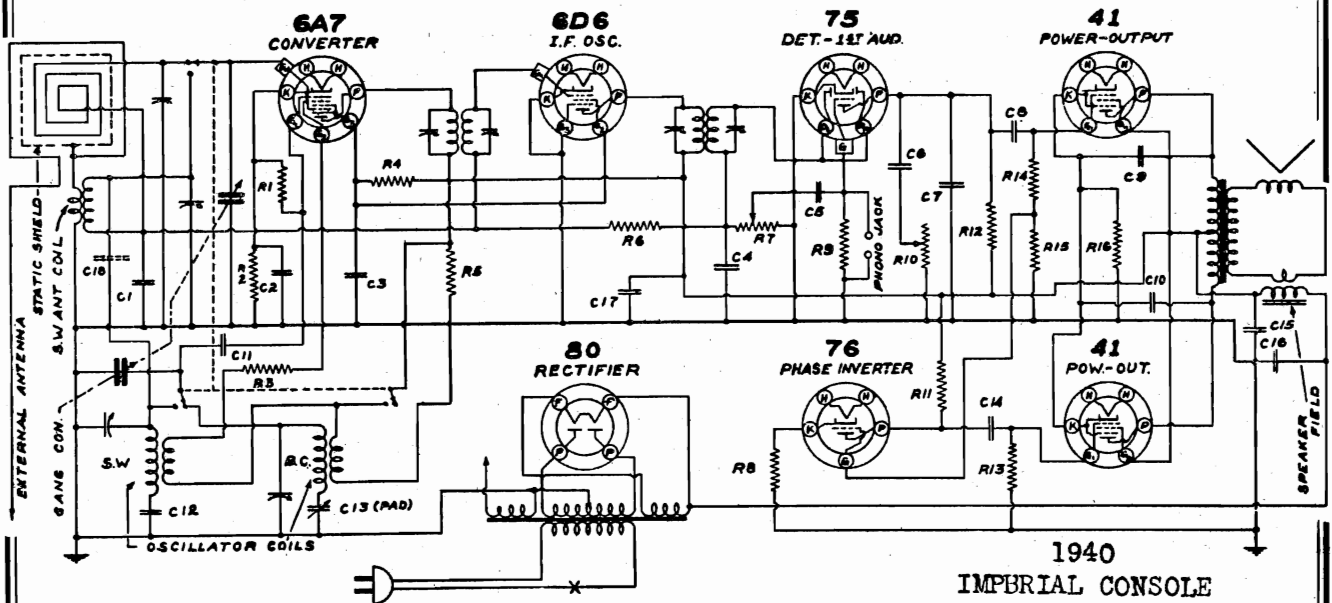 6A7
CONVERTER
6D6
I.F. OSC.
75
DET.-1ST AUD.
41
POWER-OUTPUT
H
H
K
P
H
H
K
P
H
H
K
P
G
H
H
K
P
STATIC SHIELD
S.W ANT COIL
EXTERNAL ANTENNA
GANG CON.
C18
C1
R1
R2
C2
C3
R4
R5
R6
C17
R7
C4
C5
R9
PHONO JACK
C6
R10
C7
R12
C8
R14
R15
R16
C9
C10
C15
C16
SPEAKER FIELD
C11
R3
80
RECTIFIER
F
F
P
P
76
PHASE INVERTER
H
H
K
P
G
R11
R8
C14
R13
41
POW.-OUT.
H
H
K
P
S.W
C12
B.C.
C13 (PAD)
OSCILLATOR COILS
1940
IMPBRIAL CONSOLE